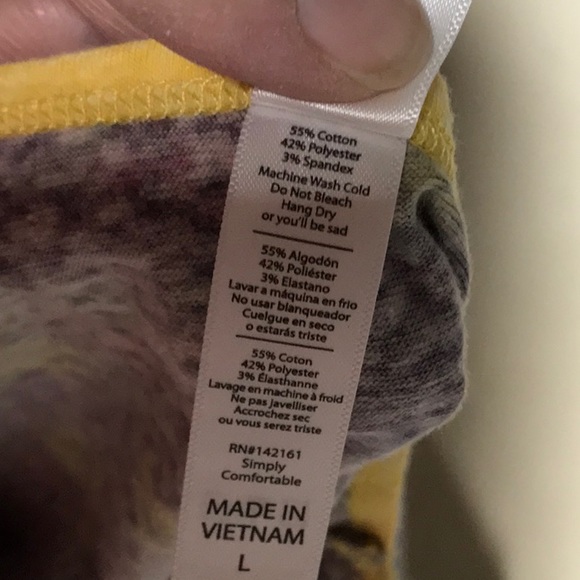 55% Cotton
42% Polyester
3% Spandex
Machine Wash Cold
Do Not Bleach
Hang Dry
or you'll be sad
55% Algodón
42% Poliéster
3% Elastano
Lavar a máquina en frio
No usar blanqueador
Cuelgue en seco
o estarás triste
55% Coton
42% Polyester
3% Élasthanne
Lavage en machine à froid
Ne pas javelliser
Accrochez sec
ou vous serez triste
RN#142161
Simply
Comfortable
MADE IN
VIETNAM
L